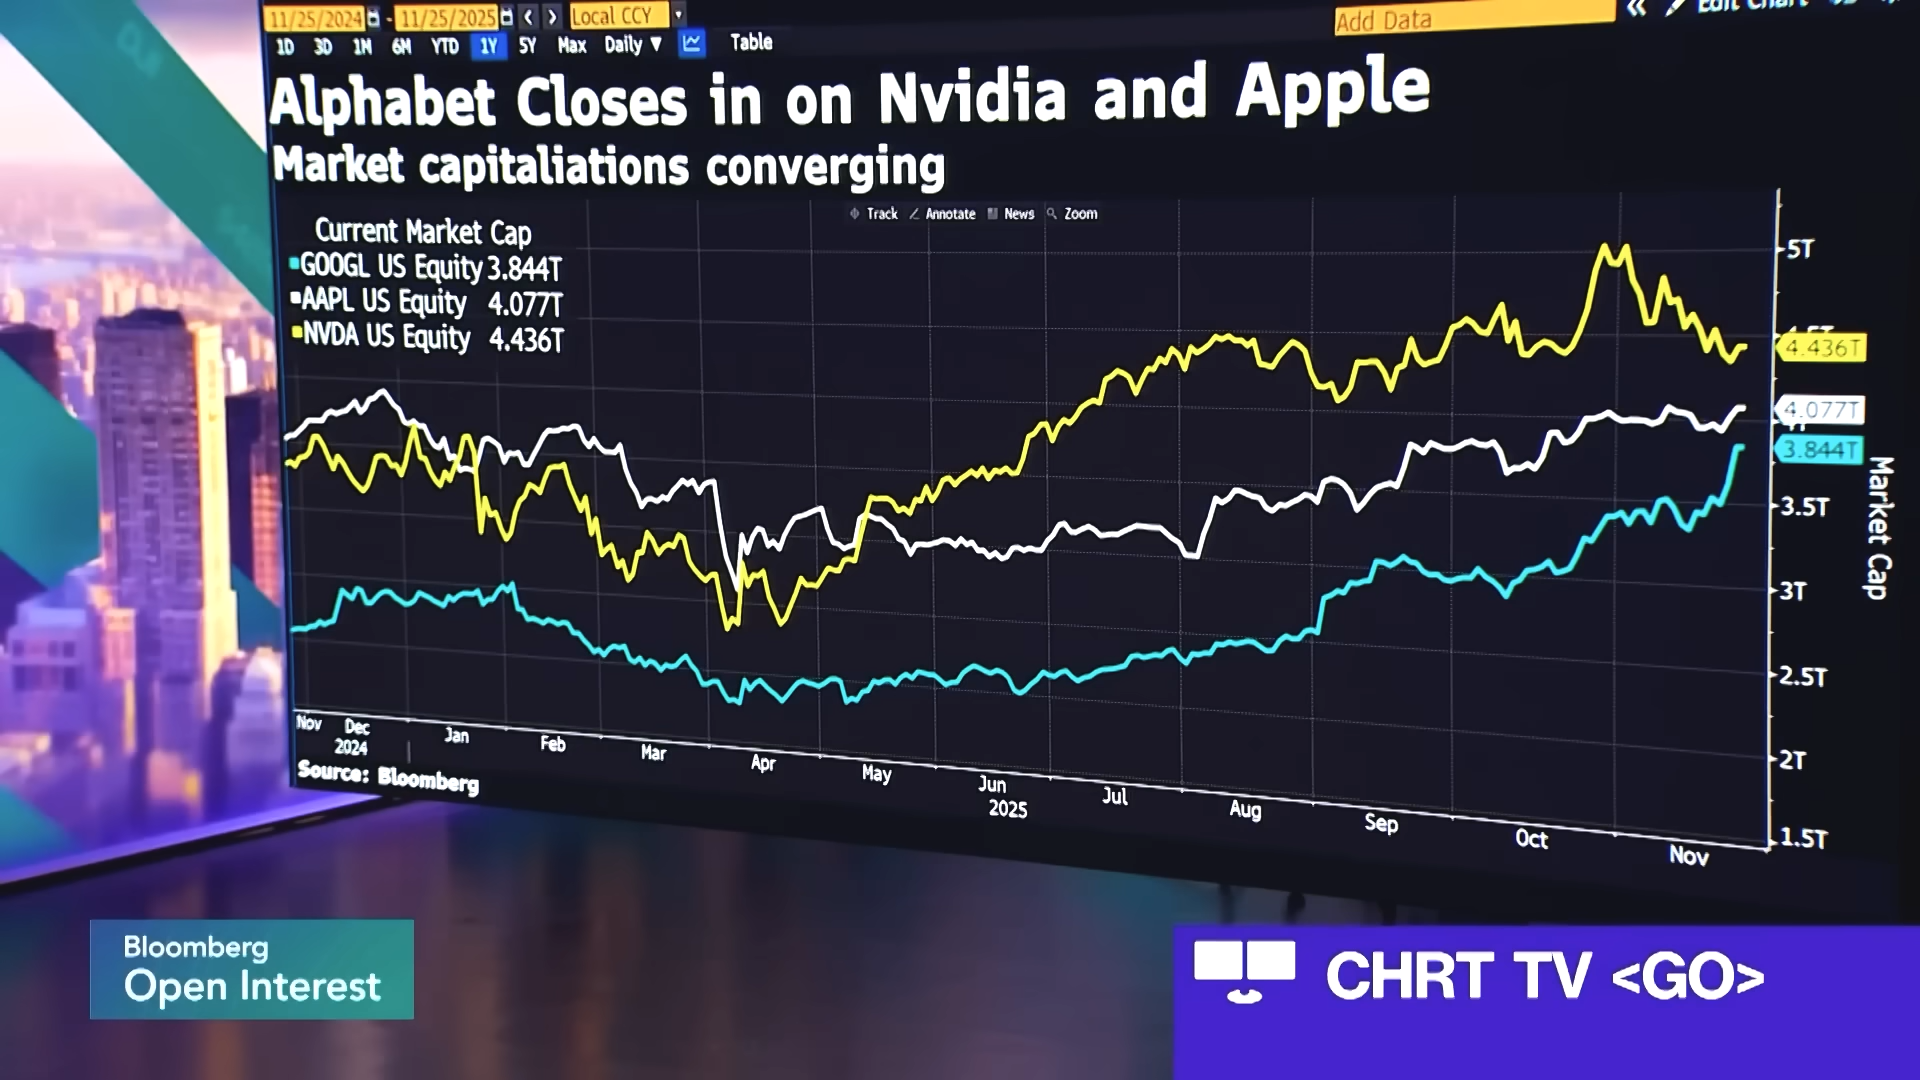 11/25/2024 - 11/25/2025 Local CCY
Add Data
Edit Chart
1D 3D 1M 6M YTD 1Y 5Y Max Daily Table
Alphabet Closes in on Nvidia and Apple
Market capitaliations converging
Track Annotate News Zoom
Current Market Cap
GOOGL US Equity 3.844T
AAPL US Equity 4.077T
NVDA US Equity 4.436T
5T
4.5T
4.436T
4.077T
3.844T
3.5T
3T
2.5T
2T
1.5T
Market Cap
Nov Dec Jan Feb Mar Apr May Jun Jul Aug Sep Oct Nov
2024 2025
Source: Bloomberg
Bloomberg
Open Interest
CHRT TV <GO>